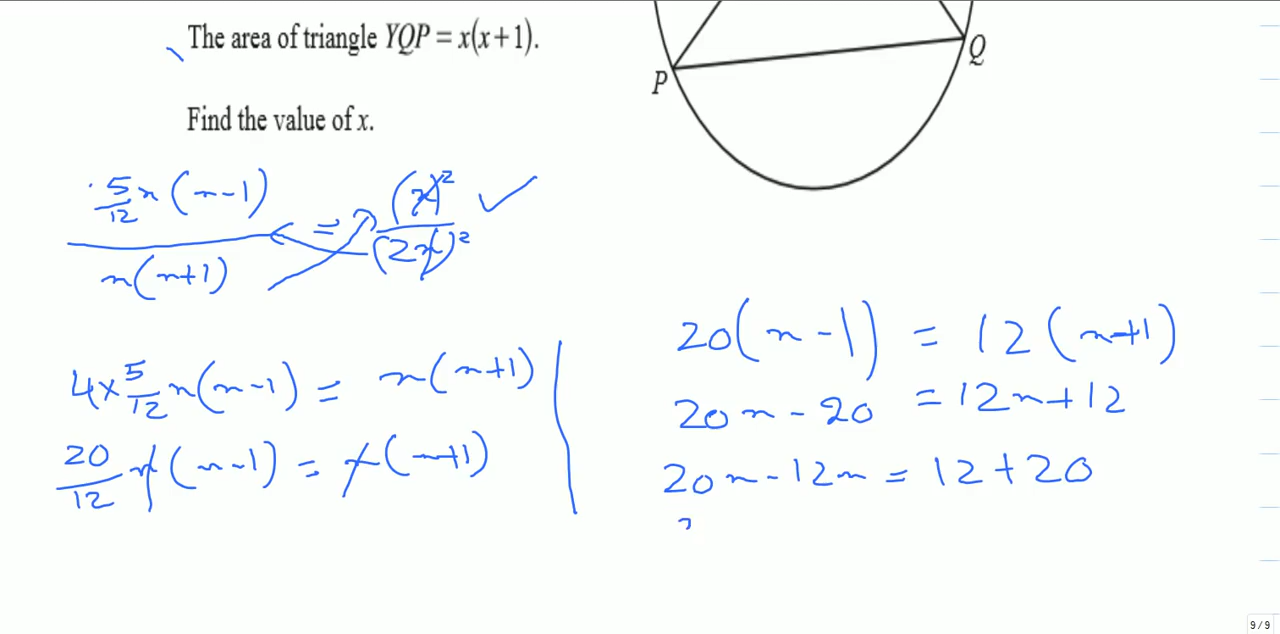 The area of triangle YQP = x(x+1).
Q
P
Find the value of x.
5/12 x(x-1) / x(x+1) = (x)² / (2x)² ✓
20(x-1) = 12(x+1)
4×5/12 x(x-1) = x(x+1)
20x-20 = 12x+12
20/12 x(x-1) = x(x+1)
20x-12x = 12+20
9 / 9